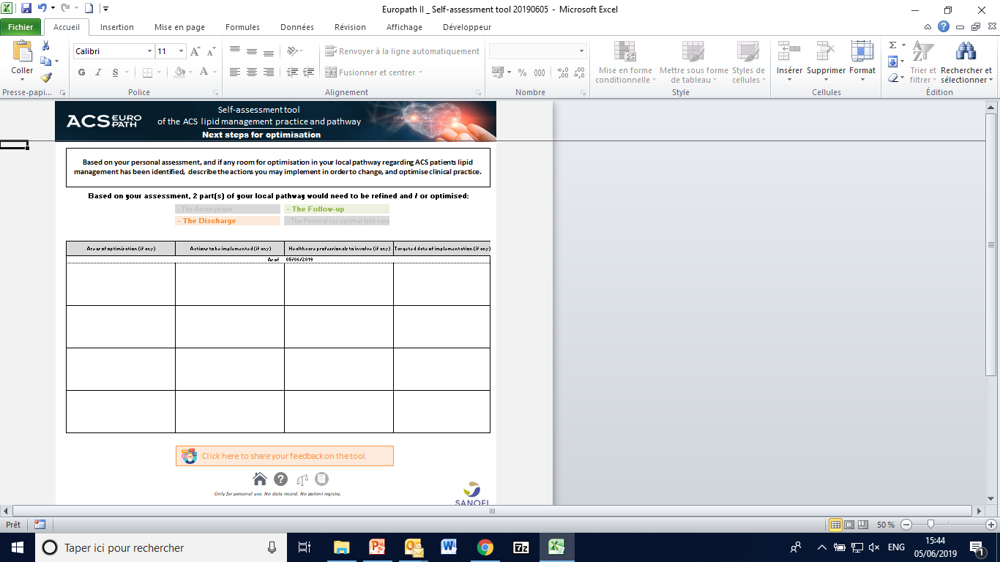 Europath II _ Self-assessment tool 20190605 - Microsoft Excel
Fichier Accueil Insertion Mise en page Formules Données Révision Affichage Développeur
Coller
Presse-papi...
Calibri 11
G I S
Police
Renvoyer à la ligne automatiquement
Fusionner et centrer
Alignement
% 000
Nombre
Mise en forme conditionnelle
Mettre sous forme de tableau
Styles de cellules
Style
Insérer Supprimer Format
Cellules
Trier et filtrer
Rechercher et sélectionner
Édition
ACS EURO PATH
Self-assessment tool
of the ACS lipid management practice and pathway
Next steps for optimisation
Based on your personal assessment, and if any room for optimisation in your local pathway regarding ACS patients lipid
management has been identified, describe the actions you may implement in order to change, and optimise clinical practice.
Based on your assessment, 2 part(s) of your local pathway would need to be refined and / or optimised:
- The Acute phase - The Follow-up
- The Discharge - The Referral for optimal lipid care
Areas of optimization (if any) Actions to be implemented (if any) Healthcare professionals to involve (if any) Targeted date of implementation (if any)
As of 05/06/2019
Click here to share your feedback on the tool.
?
Only for personal use. No data record. No patient registry.
SANOFI
Prêt 50 %
Taper ici pour rechercher
ENG
15:44
05/06/2019
1